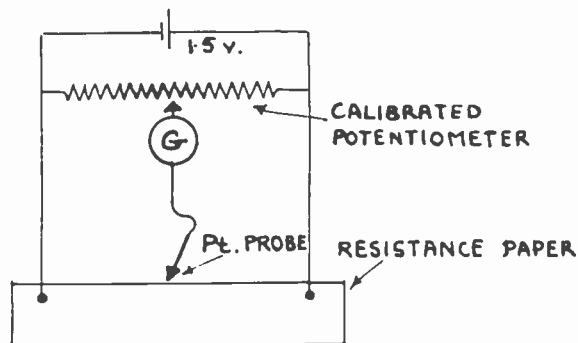 1.5 v.
CALIBRATED
POTENTIOMETER
G
Pt. PROBE
RESISTANCE PAPER